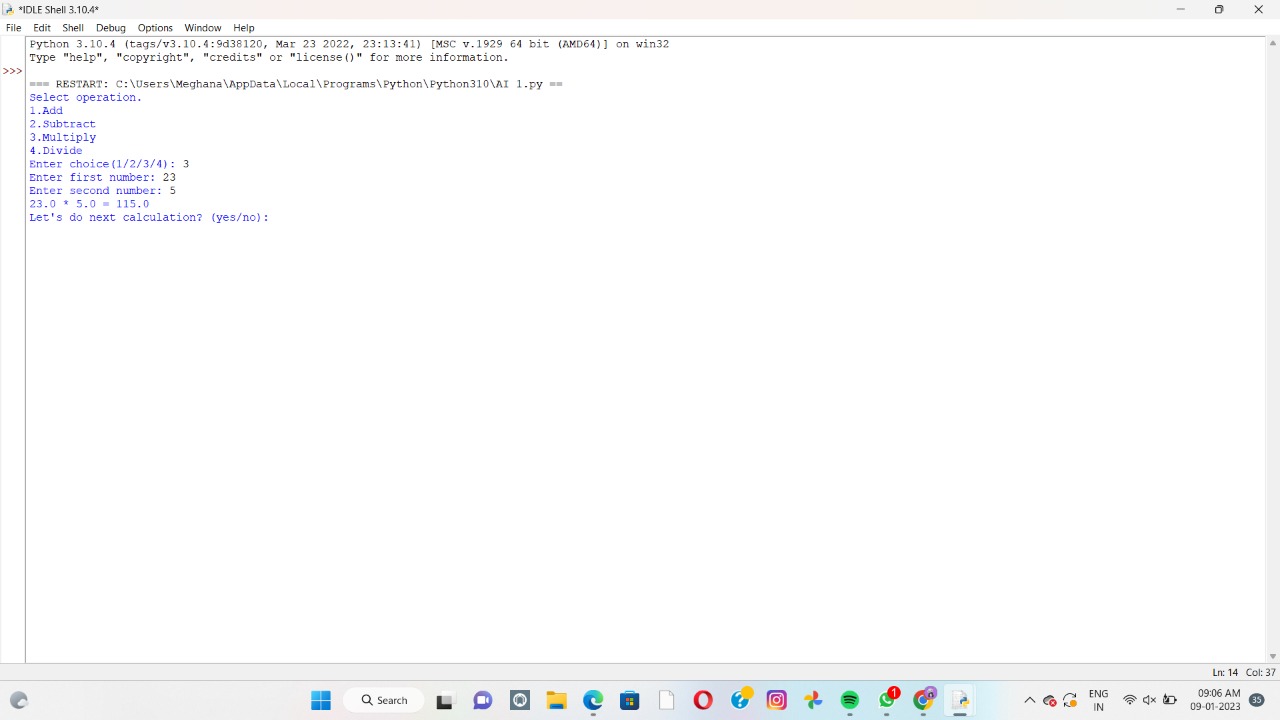 *IDLE Shell 3.10.4*
File Edit Shell Debug Options Window Help
Python 3.10.4 (tags/v3.10.4:9d38120, Mar 23 2022, 23:13:41) [MSC v.1929 64 bit (AMD64)] on win32
Type "help", "copyright", "credits" or "license()" for more information.
>>>
=== RESTART: C:\Users\Meghana\AppData\Local\Programs\Python\Python310\AI 1.py ==
Select operation.
1.Add
2.Subtract
3.Multiply
4.Divide
Enter choice(1/2/3/4): 3
Enter first number: 23
Enter second number: 5
23.0 * 5.0 = 115.0
Let's do next calculation? (yes/no):
Ln: 14 Col: 37
Search
1
ENG
IN
09:06 AM
09-01-2023
35